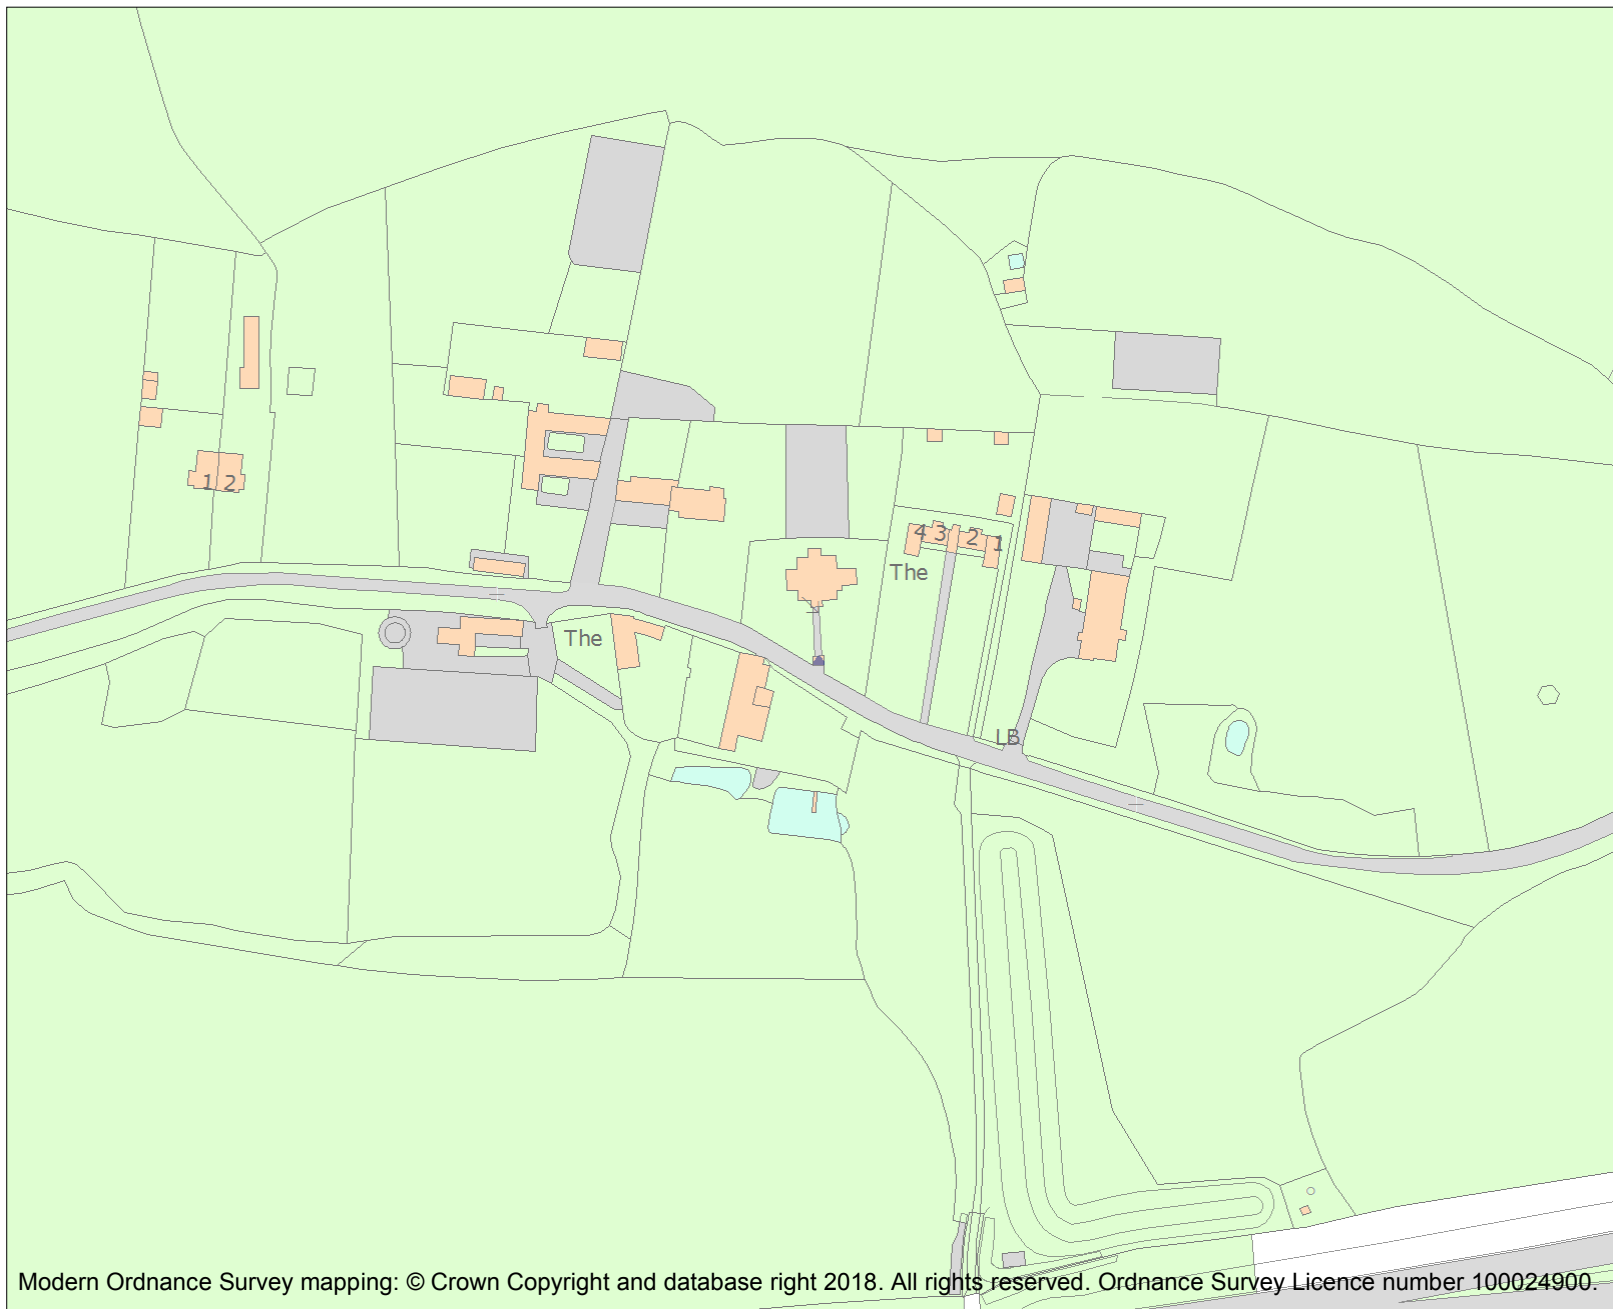 1 2
4 3 2 1
The
The
LB
Modern Ordnance Survey mapping: © Crown Copyright and database right 2018. All rights reserved. Ordnance Survey Licence number 100024900.